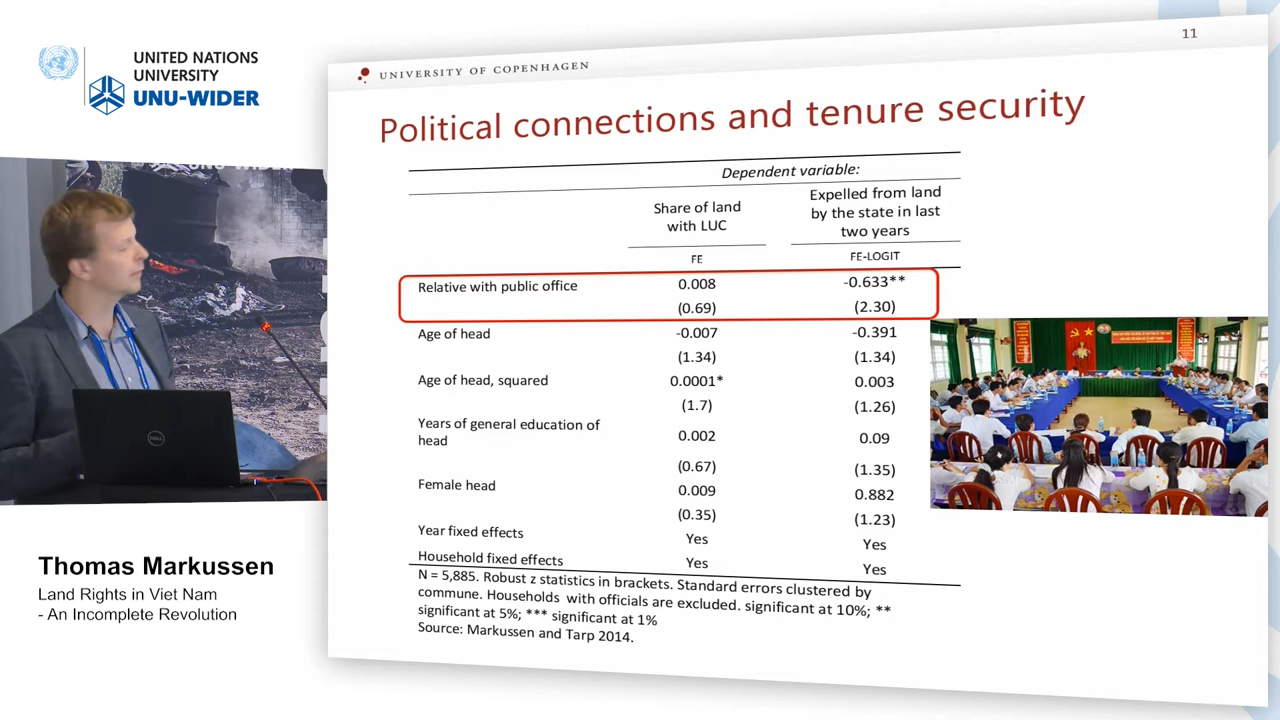 UNITED NATIONS
UNIVERSITY
UNU-WIDER
11
UNIVERSITY OF COPENHAGEN
Political connections and tenure security
Dependent variable:
Share of land
with LUC
Expelled from land
by the state in last
two years
FE
FE-LOGIT
Relative with public office 0.008 -0.633**
(0.69) (2.30)
Age of head -0.007 -0.391
(1.34) (1.34)
Age of head, squared 0.0001* 0.003
(1.7) (1.26)
Years of general education of
head 0.002 0.09
(0.67) (1.35)
Female head 0.009 0.882
(0.35) (1.23)
Year fixed effects Yes Yes
Household fixed effects Yes Yes
N = 5,885. Robust z statistics in brackets. Standard errors clustered by
commune. Households with officials are excluded. significant at 10%; **
significant at 5%; *** significant at 1%
Source: Markussen and Tarp 2014.
DELL
Thomas Markussen
Land Rights in Viet Nam
- An Incomplete Revolution